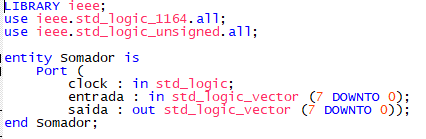 LIBRARY ieee;
use ieee.std_logic_1164.all;
use ieee.std_logic_unsigned.all;
entity Somador is
Port (
clock : in std_logic;
entrada : in std_logic_vector (7 DOWNTO 0);
saida : out std_logic_vector (7 DOWNTO 0));
end Somador;